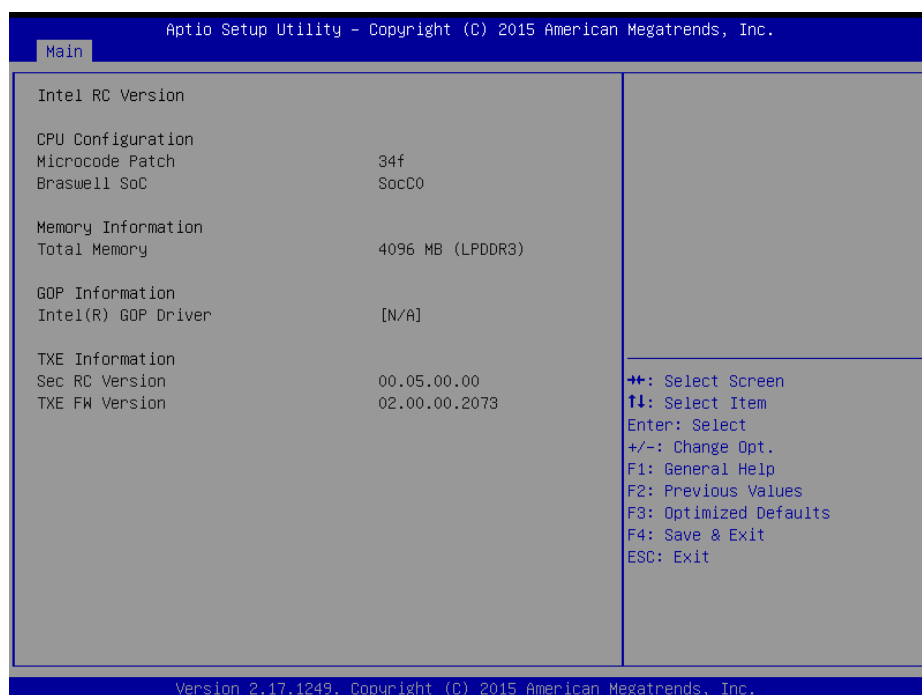 Aptio Setup Utility – Copyright (C) 2015 American Megatrends, Inc.
Main
Intel RC Version
CPU Configuration
Microcode Patch 34f
Braswell SoC SocC0
Memory Information
Total Memory 4096 MB (LPDDR3)
GOP Information
Intel(R) GOP Driver [N/A]
TXE Information
Sec RC Version 00.05.00.00
TXE FW Version 02.00.00.2073
→←: Select Screen
↑↓: Select Item
Enter: Select
+/-: Change Opt.
F1: General Help
F2: Previous Values
F3: Optimized Defaults
F4: Save & Exit
ESC: Exit
Version 2.17.1249. Copyright (C) 2015 American Megatrends, Inc.